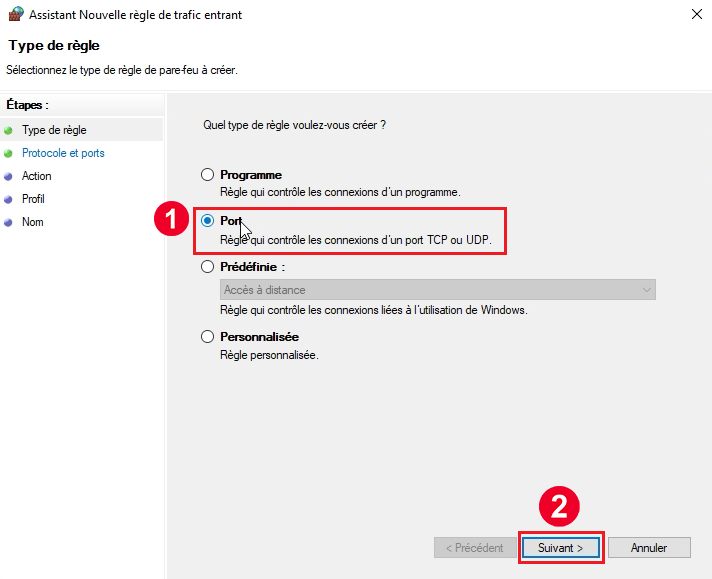 Assistant Nouvelle règle de trafic entrant
Type de règle
Sélectionnez le type de règle de pare-feu à créer.
Étapes :
Type de règle
Protocole et ports
Action
Profil
Nom
Quel type de règle voulez-vous créer ?
Programme
Règle qui contrôle les connexions d'un programme.
1
Port
Règle qui contrôle les connexions d'un port TCP ou UDP.
Prédéfinie :
Accès à distance
Règle qui contrôle les connexions liées à l'utilisation de Windows.
Personnalisée
Règle personnalisée.
2
< Précédent Suivant > Annuler